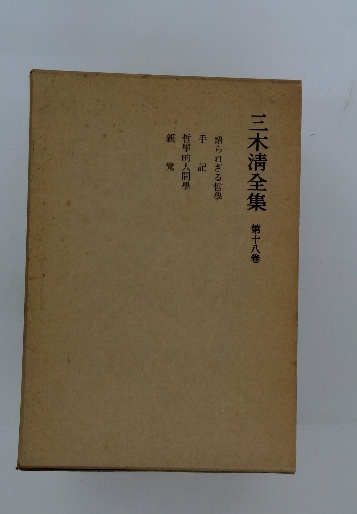 三木清全集 第十八卷
語られざる哲學
手記
哲學的人間學
親鸞